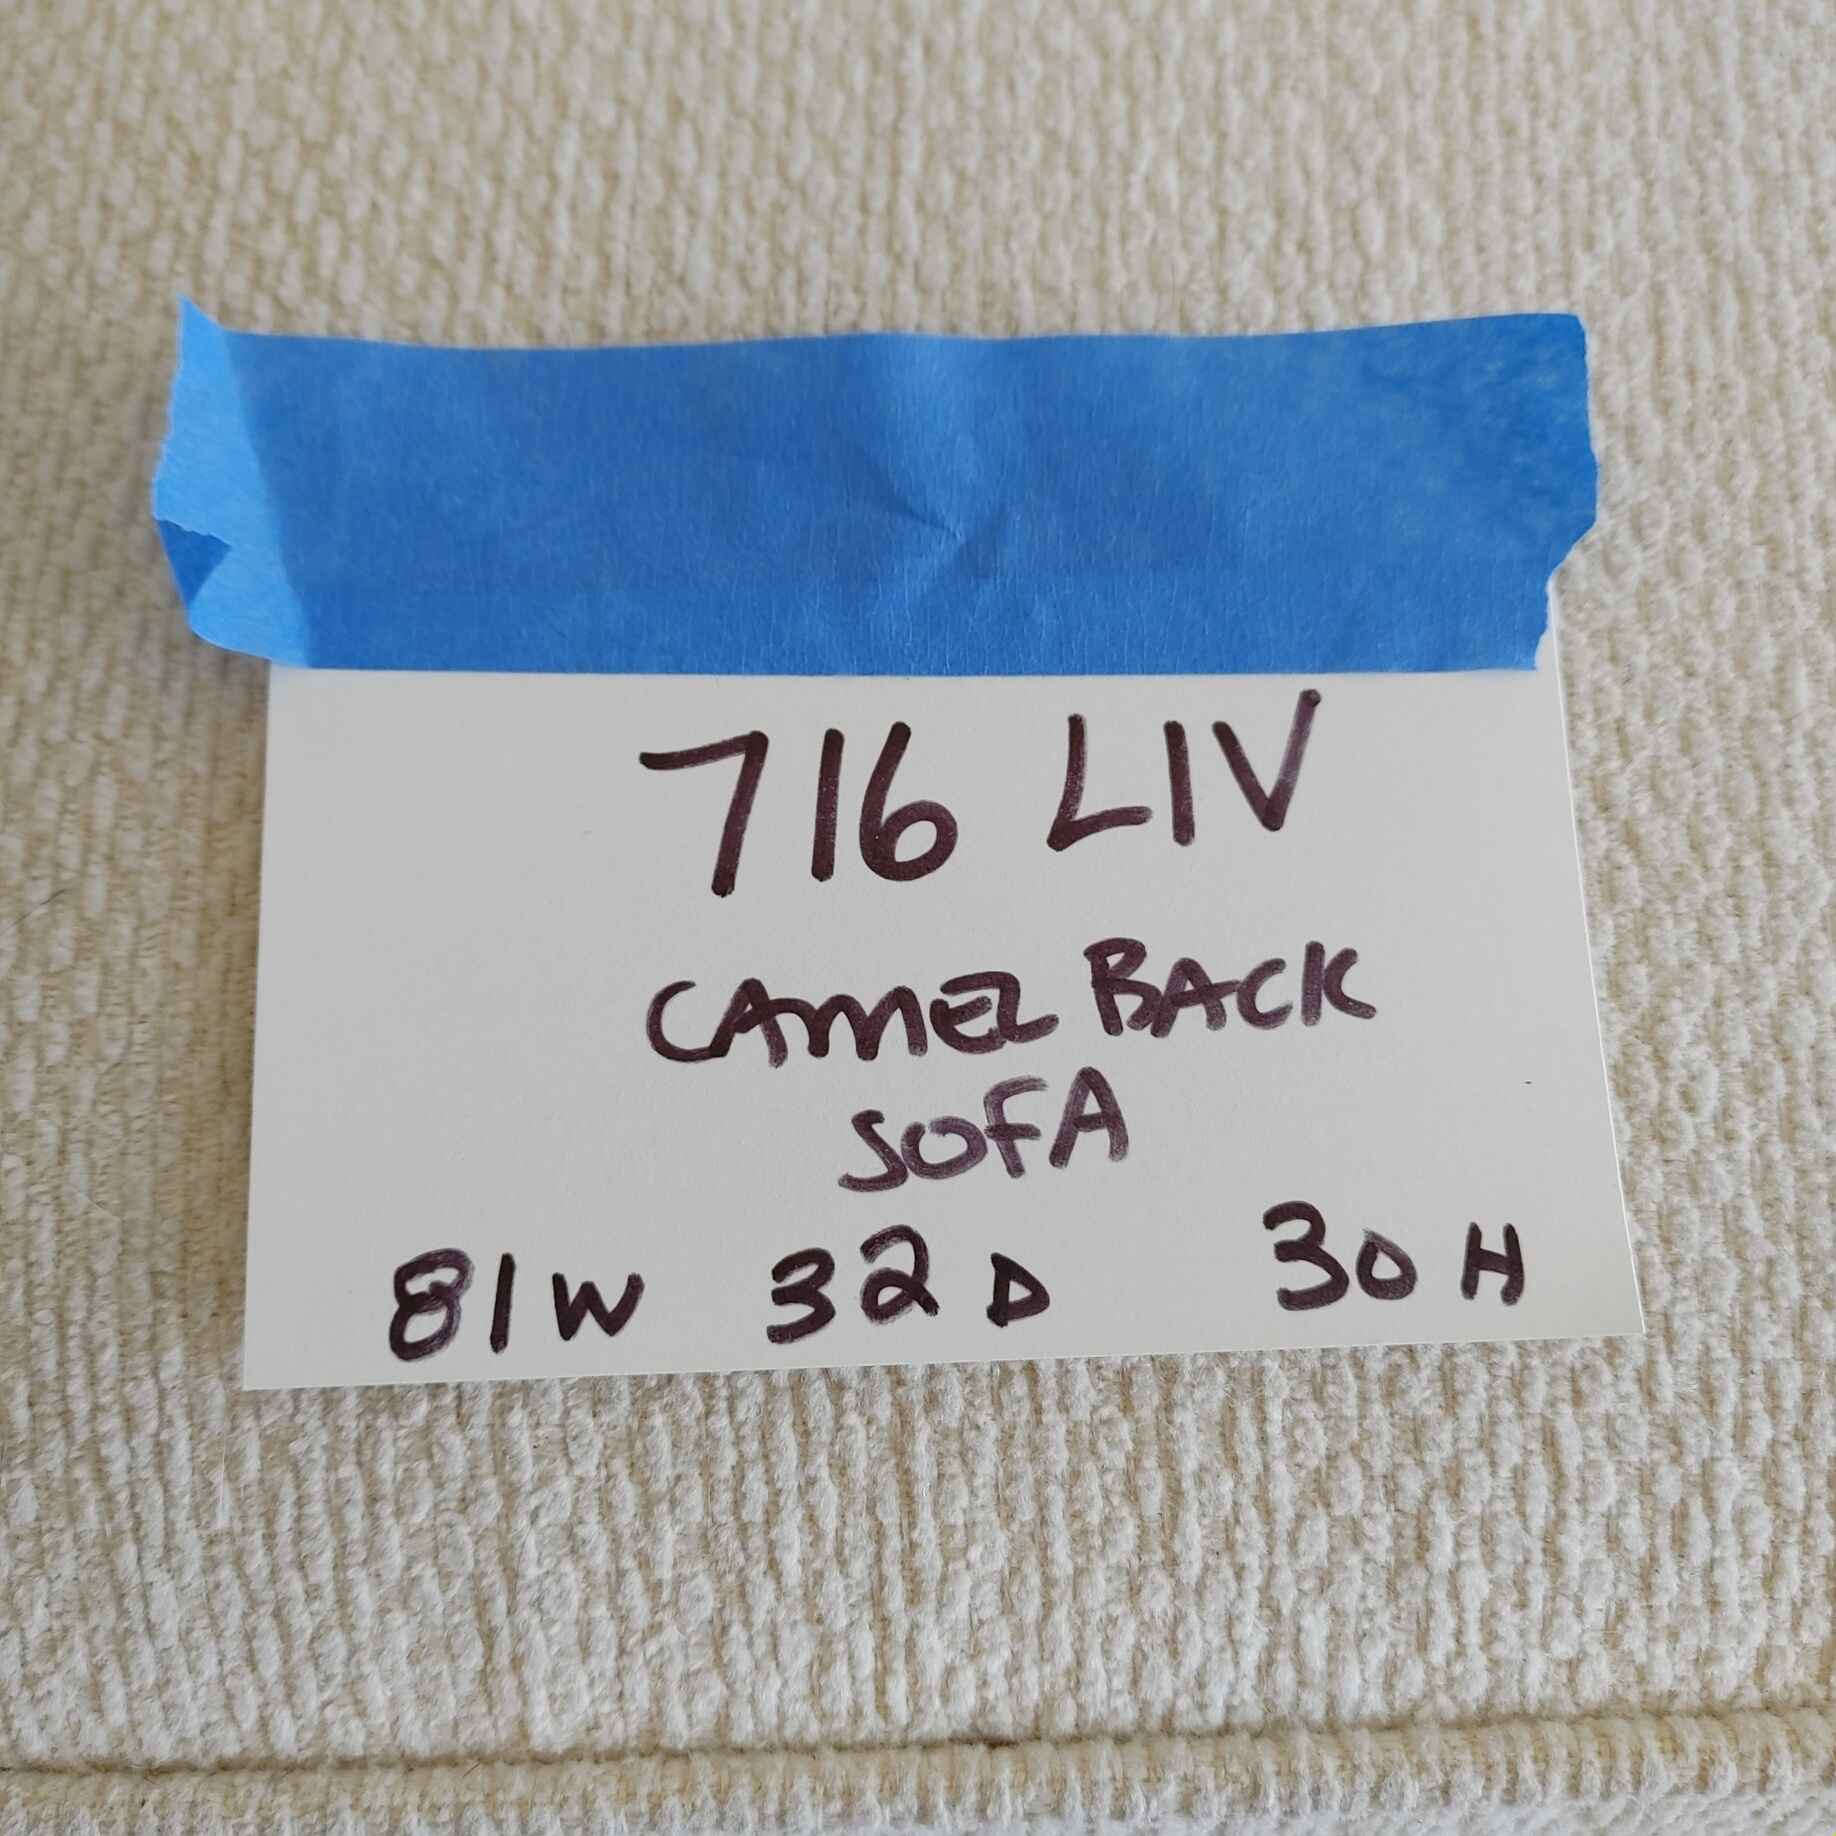 716 LIV
CAMEL BACK
SOFA
81W 32D 30H